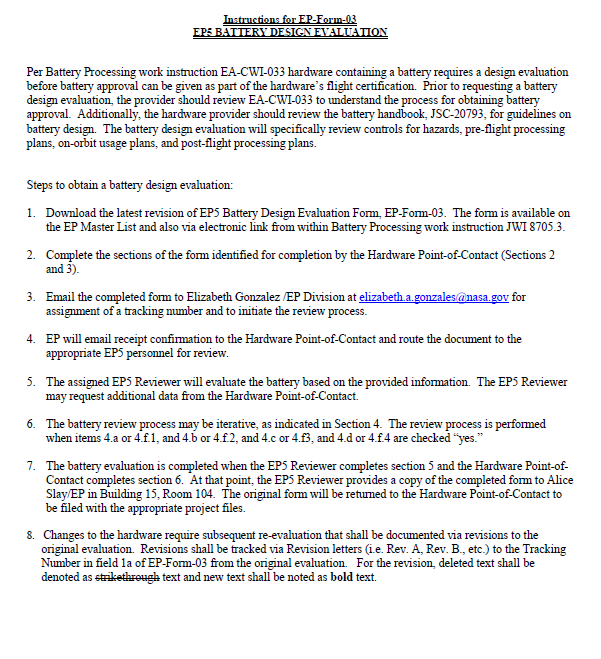 Instructions for EP-Form-03
EP5 BATTERY DESIGN EVALUATION
Per Battery Processing work instruction EA-CWI-033 hardware containing a battery requires a design evaluation
before battery approval can be given as part of the hardware's flight certification.  Prior to requesting a battery
design evaluation, the provider should review EA-CWI-033 to understand the process for obtaining battery
approval.  Additionally, the hardware provider should review the battery handbook, JSC-20793, for guidelines on
battery design.  The battery design evaluation will specifically review controls for hazards, pre-flight processing
plans, on-orbit usage plans, and post-flight processing plans.
Steps to obtain a battery design evaluation:
1. Download the latest revision of EP5 Battery Design Evaluation Form, EP-Form-03.  The form is available on
the EP Master List and also via electronic link from within Battery Processing work instruction JWI 8705.3.
2. Complete the sections of the form identified for completion by the Hardware Point-of-Contact (Sections 2
and 3).
3. Email the completed form to Elizabeth Gonzalez /EP Division at elizabeth.a.gonzales@nasa.gov for
assignment of a tracking number and to initiate the review process.
4. EP will email receipt confirmation to the Hardware Point-of-Contact and route the document to the
appropriate EP5 personnel for review.
5. The assigned EP5 Reviewer will evaluate the battery based on the provided information.  The EP5 Reviewer
may request additional data from the Hardware Point-of-Contact.
6. The battery review process may be iterative, as indicated in Section 4.  The review process is performed
when items 4.a or 4.f.1, and 4.b or 4.f.2, and 4.c or 4.f3, and 4.d or 4.f.4 are checked "yes."
7. The battery evaluation is completed when the EP5 Reviewer completes section 5 and the Hardware Point-of-
Contact completes section 6.  At that point, the EP5 Reviewer provides a copy of the completed form to Alice
Slay/EP in Building 15, Room 104.  The original form will be returned to the Hardware Point-of-Contact to
be filed with the appropriate project files.
8. Changes to the hardware require subsequent re-evaluation that shall be documented via revisions to the
original evaluation.  Revisions shall be tracked via Revision letters (i.e. Rev. A, Rev. B., etc.) to the Tracking
Number in field 1a of EP-Form-03 from the original evaluation.  For the revision, deleted text shall be
denoted as strikethrough text and new text shall be noted as bold text.